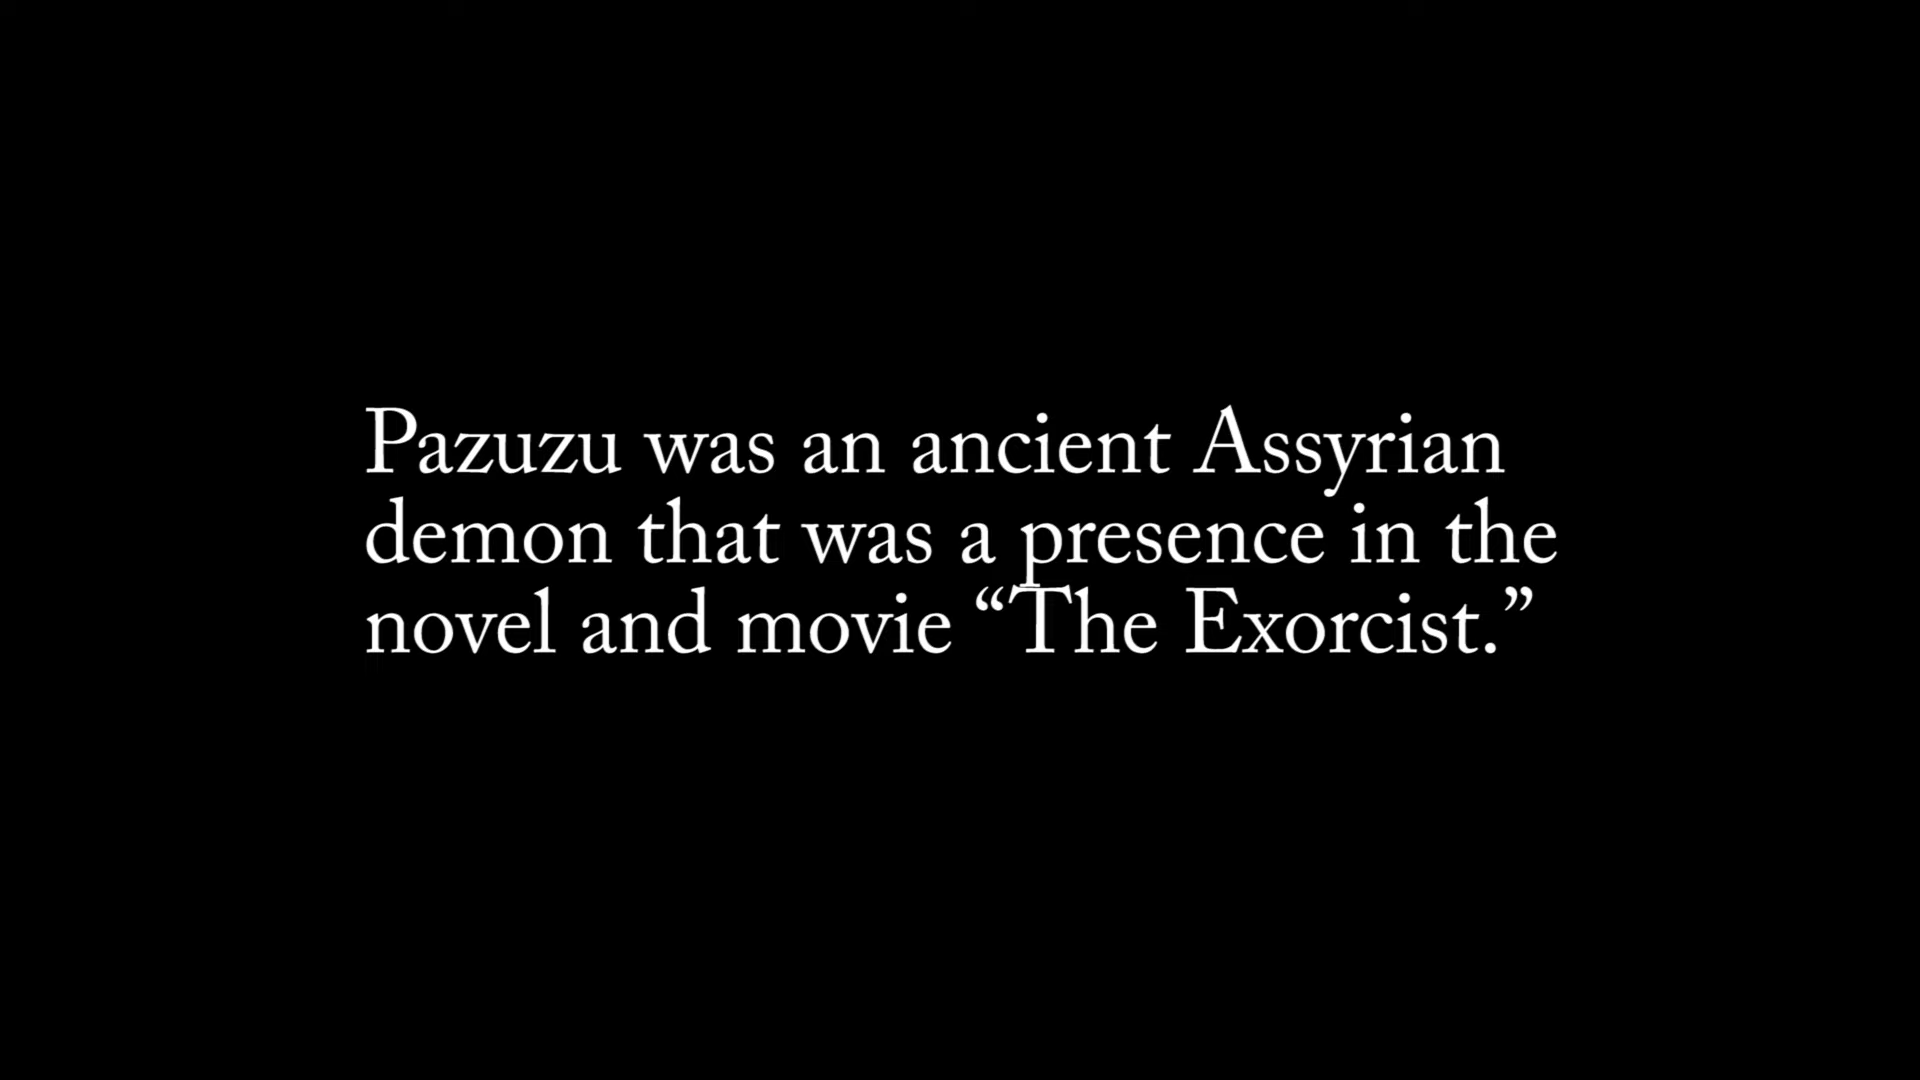 Pazuzu was an ancient Assyrian
demon that was a presence in the
novel and movie “The Exorcist.”